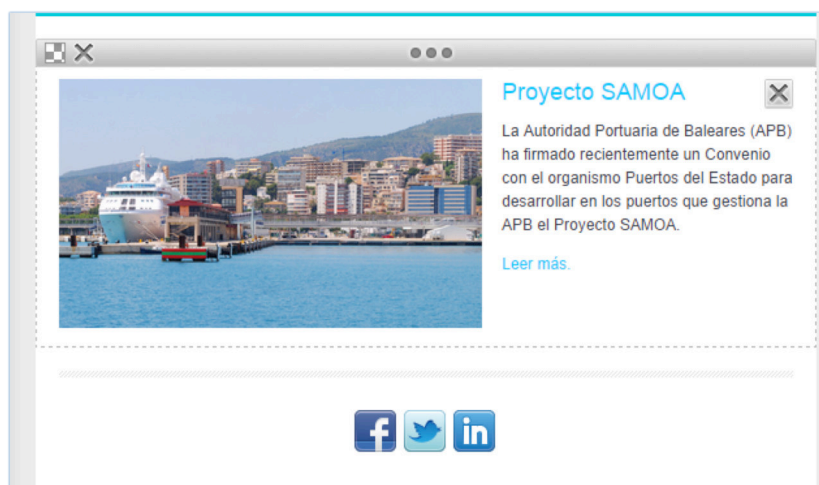 Proyecto SAMOA
La Autoridad Portuaria de Baleares (APB)
ha firmado recientemente un Convenio
con el organismo Puertos del Estado para
desarrollar en los puertos que gestiona la
APB el Proyecto SAMOA.
Leer más.
f
in